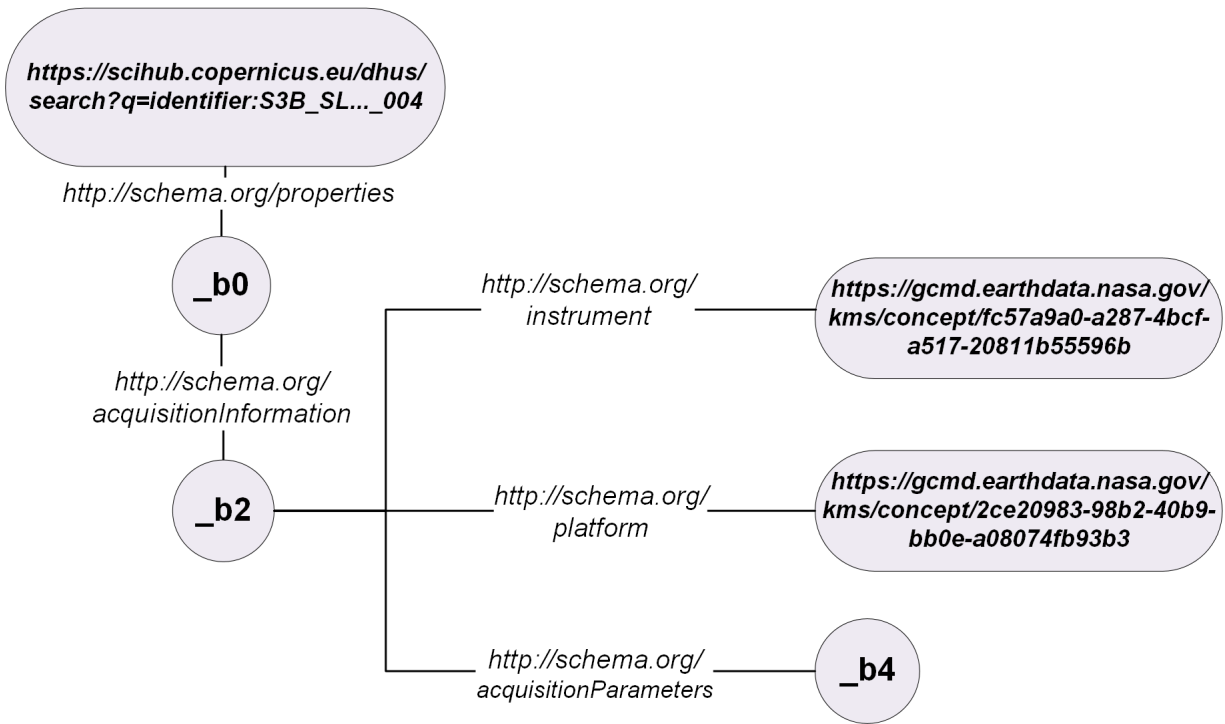 https://scihub.copernicus.eu/dhus/
search?q=identifier:S3B_SL..._004
http://schema.org/properties
_b0
http://schema.org/
acquisitionInformation
_b2
http://schema.org/
instrument
https://gcmd.earthdata.nasa.gov/
kms/concept/fc57a9a0-a287-4bcf-
a517-20811b55596b
http://schema.org/
platform
https://gcmd.earthdata.nasa.gov/
kms/concept/2ce20983-98b2-40b9-
bb0e-a08074fb93b3
http://schema.org/
acquisitionParameters
_b4